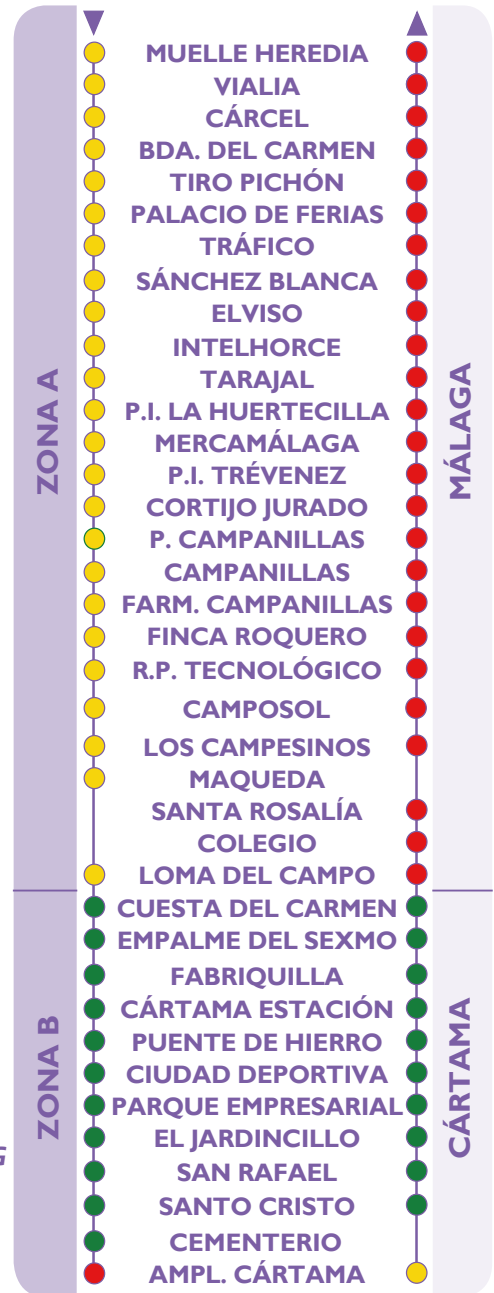 MUELLE HEREDIA
VIALIA
CÁRCEL
BDA. DEL CARMEN
TIRO PICHÓN
PALACIO DE FERIAS
TRÁFICO
SÁNCHEZ BLANCA
ELVISO
INTELHORCE
TARAJAL
P.I. LA HUERTECILLA
MERCAMÁLAGA
P.I. TRÉVENEZ
CORTIJO JURADO
P. CAMPANILLAS
CAMPANILLAS
FARM. CAMPANILLAS
FINCA ROQUERO
R.P. TECNOLÓGICO
CAMPOSOL
LOS CAMPESINOS
MAQUEDA
SANTA ROSALÍA
COLEGIO
LOMA DEL CAMPO
CUESTA DEL CARMEN
EMPALME DEL SEXMO
FABRIQUILLA
CÁRTAMA ESTACIÓN
PUENTE DE HIERRO
CIUDAD DEPORTIVA
PARQUE EMPRESARIAL
EL JARDINCILLO
SAN RAFAEL
SANTO CRISTO
CEMENTERIO
AMPL. CÁRTAMA
ZONA A
ZONA B
MÁLAGA
CÁRTAMA